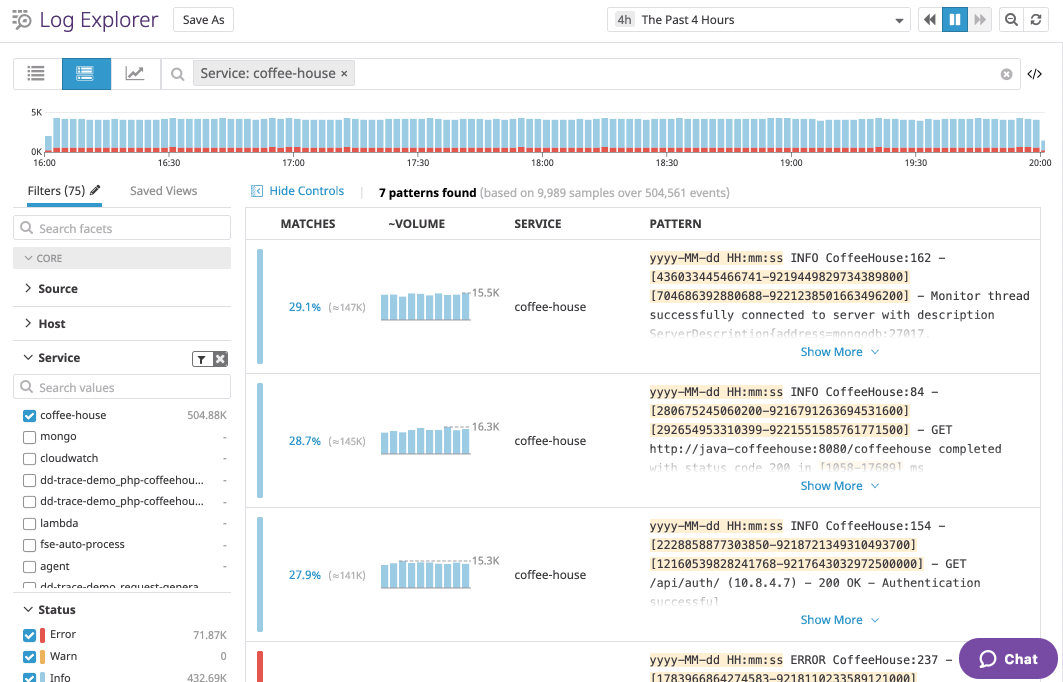 Log Explorer
Save As
4h The Past 4 Hours
Service: coffee-house ×
</>
5K
0K
16:00 16:30 17:00 17:30 18:00 18:30 19:00 19:30 20:00
Filters (75)
Saved Views
Hide Controls
7 patterns found (based on 9,989 samples over 504,561 events)
Search facets
CORE
Source
Host
Service
Search values
coffee-house 504.88K
mongo -
cloudwatch -
dd-trace-demo_php-coffeehou... -
dd-trace-demo_php-coffeehou... -
lambda -
fse-auto-process -
agent -
dd-trace-demo_request-genera
Status
Error 71.87K
Warn 0
Info 432.69K
MATCHES ~VOLUME SERVICE PATTERN
29.1% (≈147K) 15.5K coffee-house
yyyy-MM-dd HH:mm:ss INFO CoffeeHouse:162 –
[436033445466741-9219449829734389800]
[704686392880688-9221238501663496200] – Monitor thread
successfully connected to server with description
ServerDescription{address=mongodb:27017,
Show More
28.7% (≈145K) 16.3K coffee-house
yyyy-MM-dd HH:mm:ss INFO CoffeeHouse:84 –
[280675245060200-9216791263694531600]
[292654953310399-9221551585761771500] – GET
http://java-coffeehouse:8080/coffeehouse completed
with status code 200 in [1058-17689] ms
Show More
27.9% (≈141K) 15.3K coffee-house
yyyy-MM-dd HH:mm:ss INFO CoffeeHouse:154 –
[2228858877303850-9218721349310493700]
[12160539828241768-9217643032972500000] – GET
/api/auth/ (10.8.4.7) – 200 OK – Authentication
successful
Show More
yyyy-MM-dd HH:mm:ss ERROR CoffeeHouse:237 –
[1783966864274583-9218110233589121000]
Chat